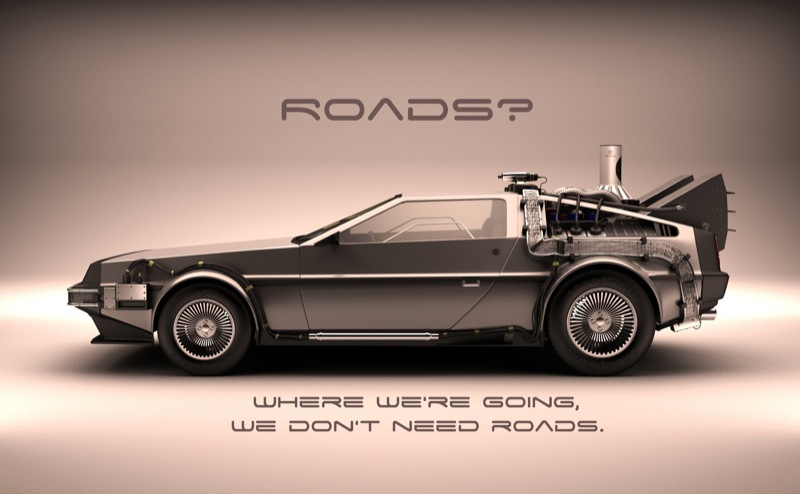 ROADS?
WHERE WE'RE GOING,
WE DON'T NEED ROADS.